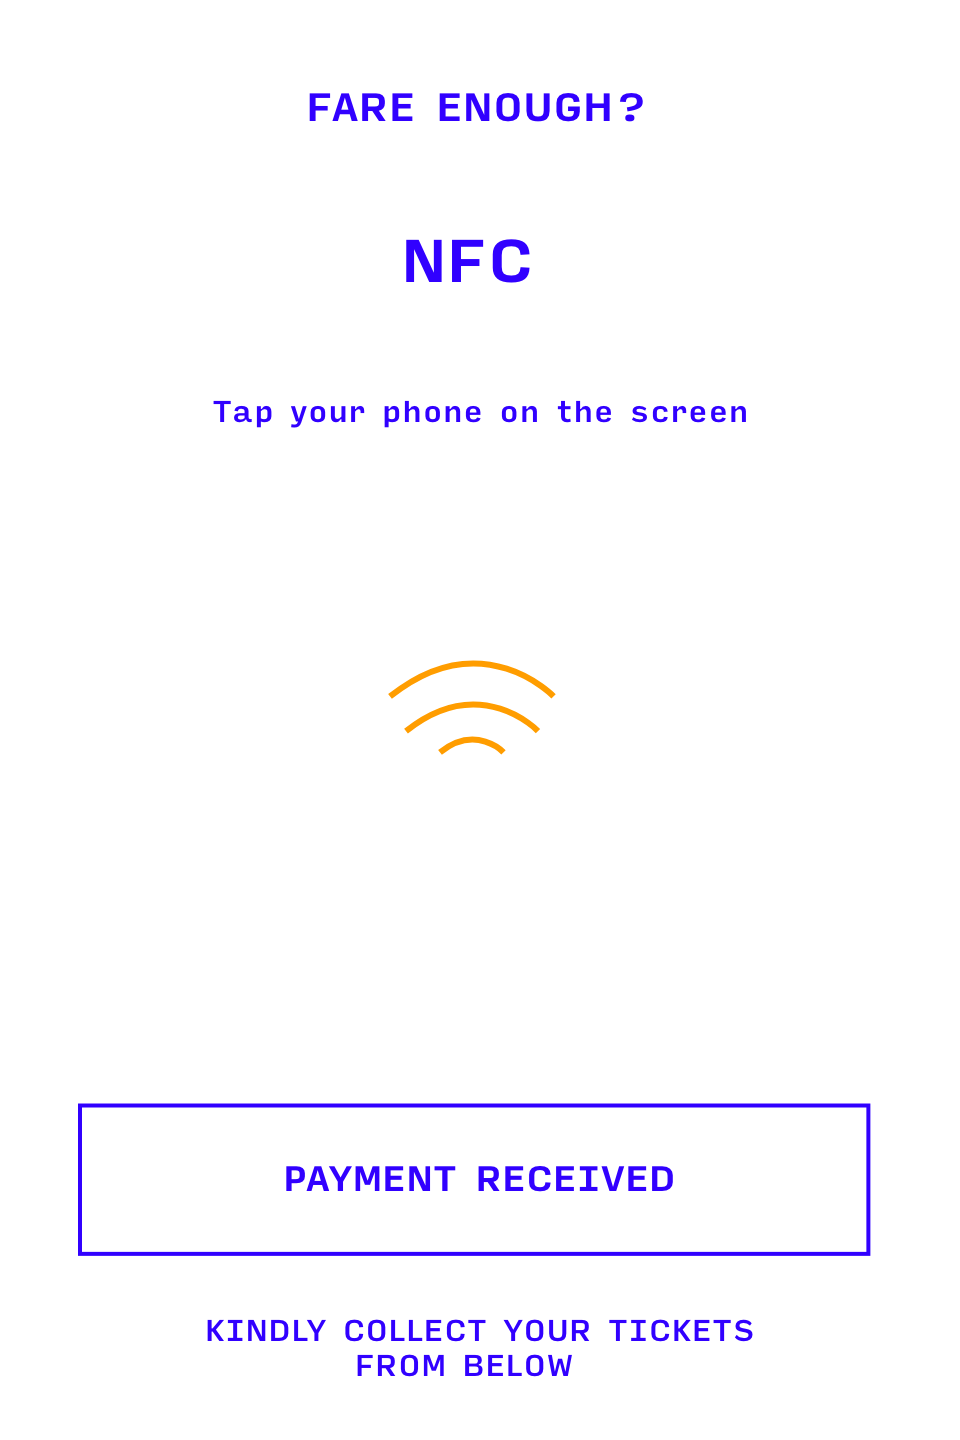 FARE ENOUGH?
NFC
Tap your phone on the screen
PAYMENT RECEIVED
KINDLY COLLECT YOUR TICKETS
FROM BELOW